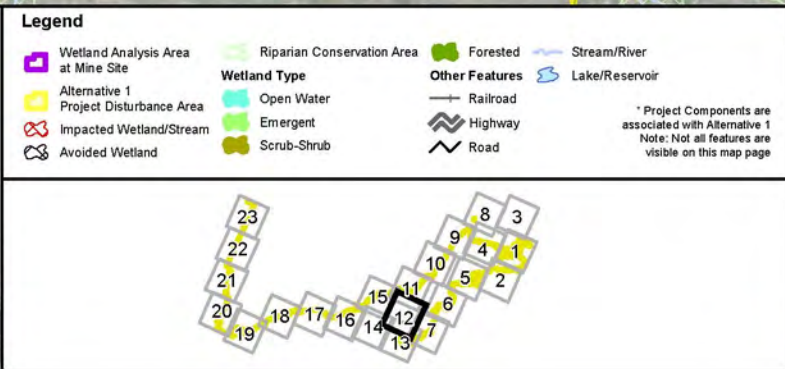 Legend
Wetland Analysis Area
at Mine Site
Alternative 1
Project Disturbance Area
Impacted Wetland/Stream
Avoided Wetland
Riparian Conservation Area
Wetland Type
Open Water
Emergent
Scrub-Shrub
Forested
Other Features
Railroad
Highway
Road
Stream/River
Lake/Reservoir
* Project Components are
associated with Alternative 1
Note: Not all features are
visible on this map page
23
22
21
20
19
18
17
16
15
14
13
12
11
10
9
8
7
6
5
4
3
2
1